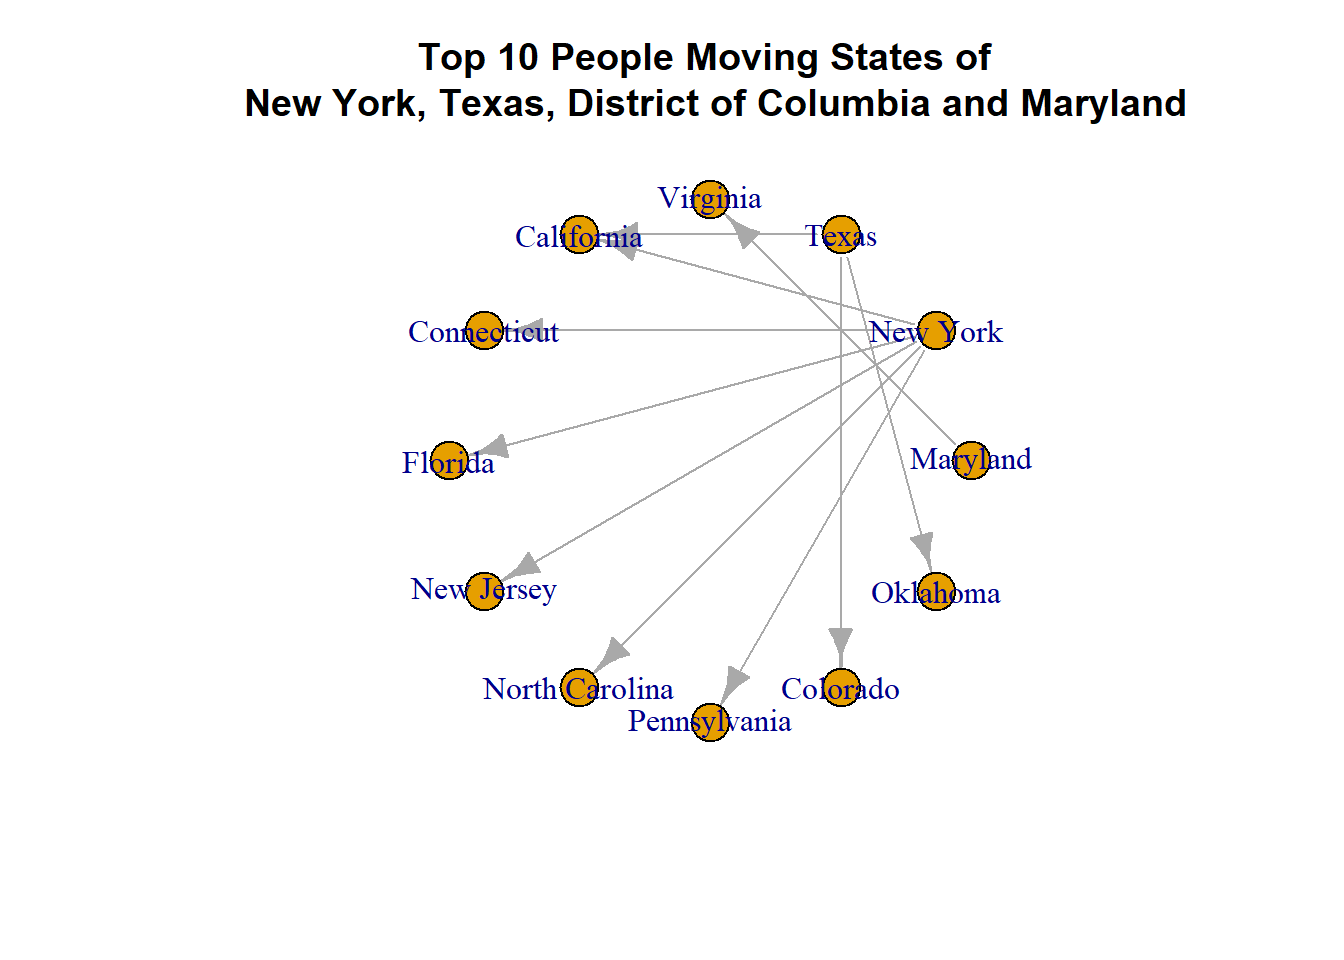 Top 10 People Moving States of
New York, Texas, District of Columbia and Maryland
Virginia
California
Texas
Connecticut
New York
Florida
Maryland
New Jersey
Oklahoma
North Carolina
Colorado
Pennsylvania